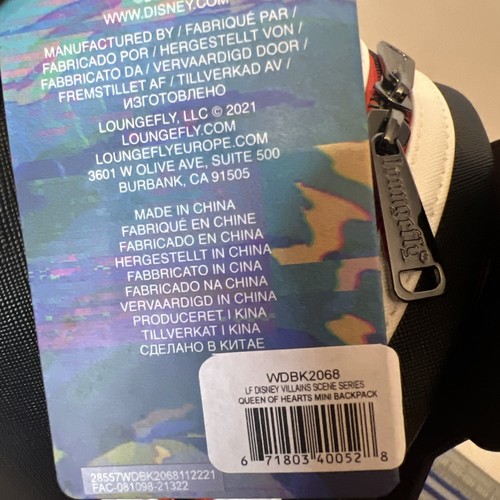 WWW.DISNEY.COM
MANUFACTURED BY / FABRIQUÉ PAR /
FABRICADO POR / HERGESTELLT VON /
FABBRICATO DA / VERVAARDIGD DOOR /
FREMSTILLET AF / TILLVERKAD AV /
ИЗГОТОВЛЕНО
LOUNGEFLY, LLC © 2021
LOUNGEFLY.COM
LOUNGEFLYEUROPE.COM
3601 W OLIVE AVE, SUITE 500
BURBANK, CA 91505
MADE IN CHINA
FABRIQUÉ EN CHINE
FABRICADO EN CHINA
HERGESTELLT IN CHINA
FABBRICATO IN CINA
FABRICADO NA CHINA
VERVAARDIGD IN CHINA
PRODUCERET I KINA
TILLVERKAT I KINA
СДЕЛАНО В КИТАЕ
WDBK2068
LF DISNEY VILLAINS SCENE SERIES
QUEEN OF HEARTS MINI BACKPACK
6 71803 40052 8
28557WDBK2068112221
FAC-081098-21322
Loungefly